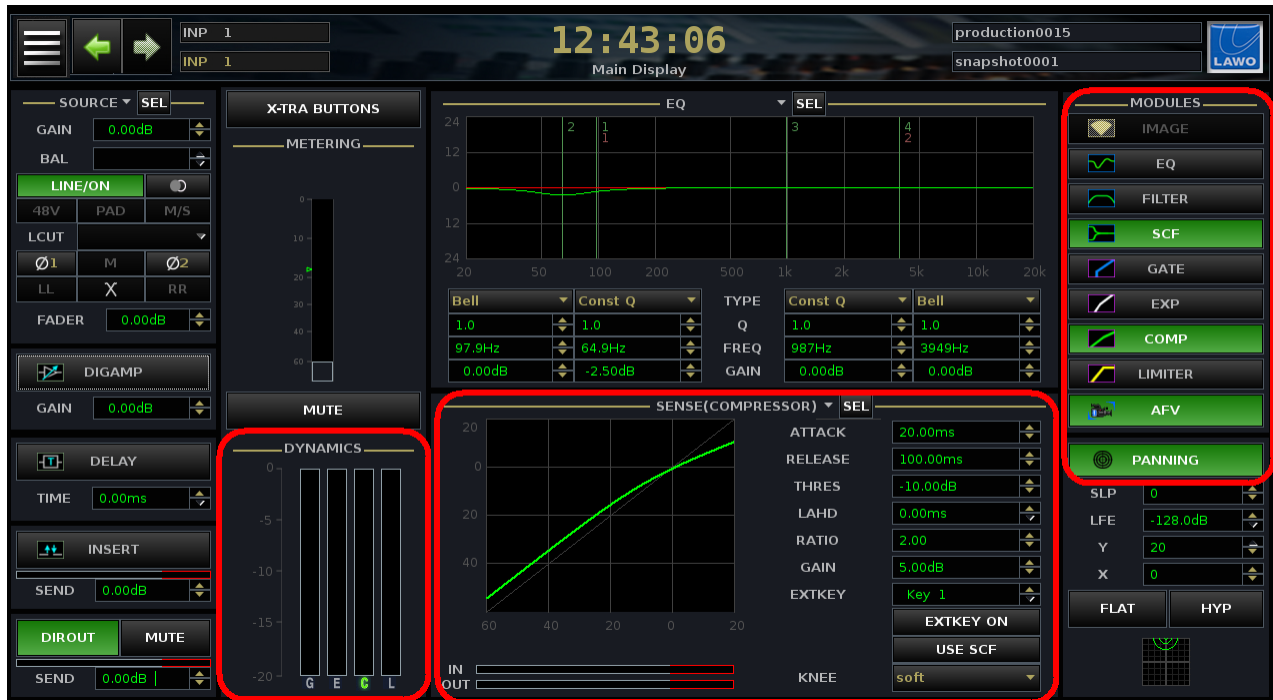 INP 1
INP 1
12:43:06
Main Display
production0015
snapshot0001
LAWO
SOURCE SEL
GAIN 0.00dB
BAL
LINE/ON
48V PAD M/S
LCUT
Ø1 M Ø2
LL X RR
FADER 0.00dB
DIGAMP
GAIN 0.00dB
DELAY
TIME 0.00ms
INSERT
SEND 0.00dB
DIROUT MUTE
SEND 0.00dB
X-TRA BUTTONS
METERING
0
10
20
30
40
60
MUTE
DYNAMICS
0
-5
-10
-15
-20
G E C L
EQ SEL
24
12
0
12
24
2 1 3 4
1 2
20 50 100 200 500 1k 2k 5k 10k 20k
Bell Const Q TYPE Const Q Bell
1.0 1.0 Q 1.0 1.0
97.9Hz 64.9Hz FREQ 987Hz 3949Hz
0.00dB -2.50dB GAIN 0.00dB 0.00dB
SENSE(COMPRESSOR) SEL
20
0
20
40
60 40 20 0 20
IN
OUT
ATTACK 20.00ms
RELEASE 100.00ms
THRES -10.00dB
LAHD 0.00ms
RATIO 2.00
GAIN 5.00dB
EXTKEY Key 1
EXTKEY ON
USE SCF
KNEE soft
MODULES
IMAGE
EQ
FILTER
SCF
GATE
EXP
COMP
LIMITER
AFV
PANNING
SLP 0
LFE -128.0dB
Y 20
X 0
FLAT HYP